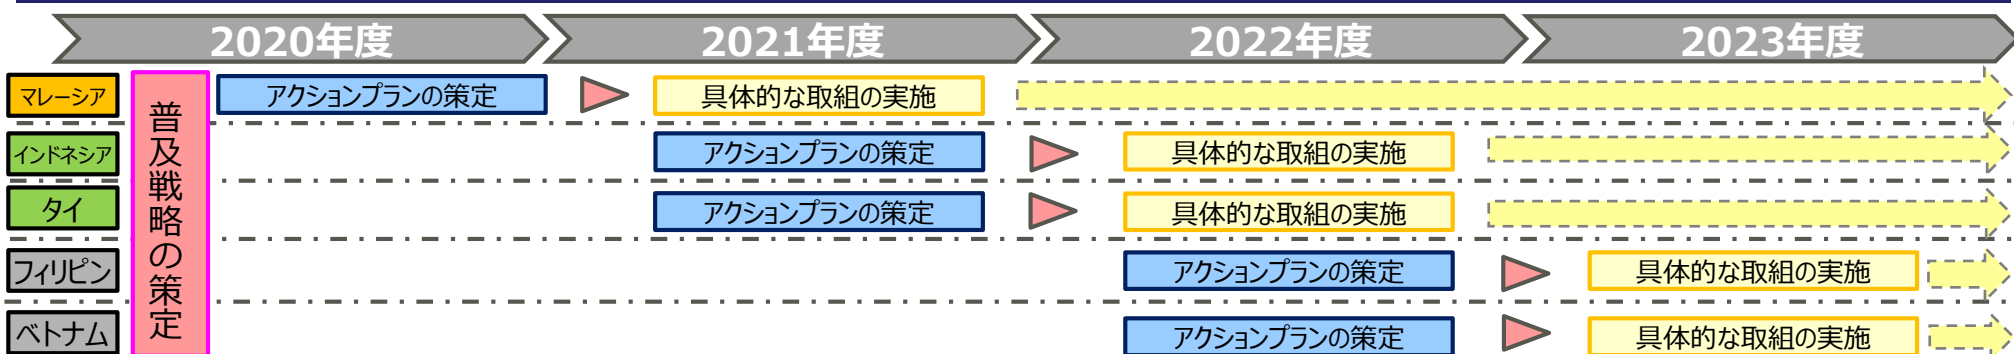 2020年度 2021年度 2022年度 2023年度
普及戦略の策定
マレーシア アクションプランの策定 具体的な取組の実施
インドネシア アクションプランの策定 具体的な取組の実施
タイ アクションプランの策定 具体的な取組の実施
フィリピン アクションプランの策定 具体的な取組の実施
ベトナム アクションプランの策定 具体的な取組の実施